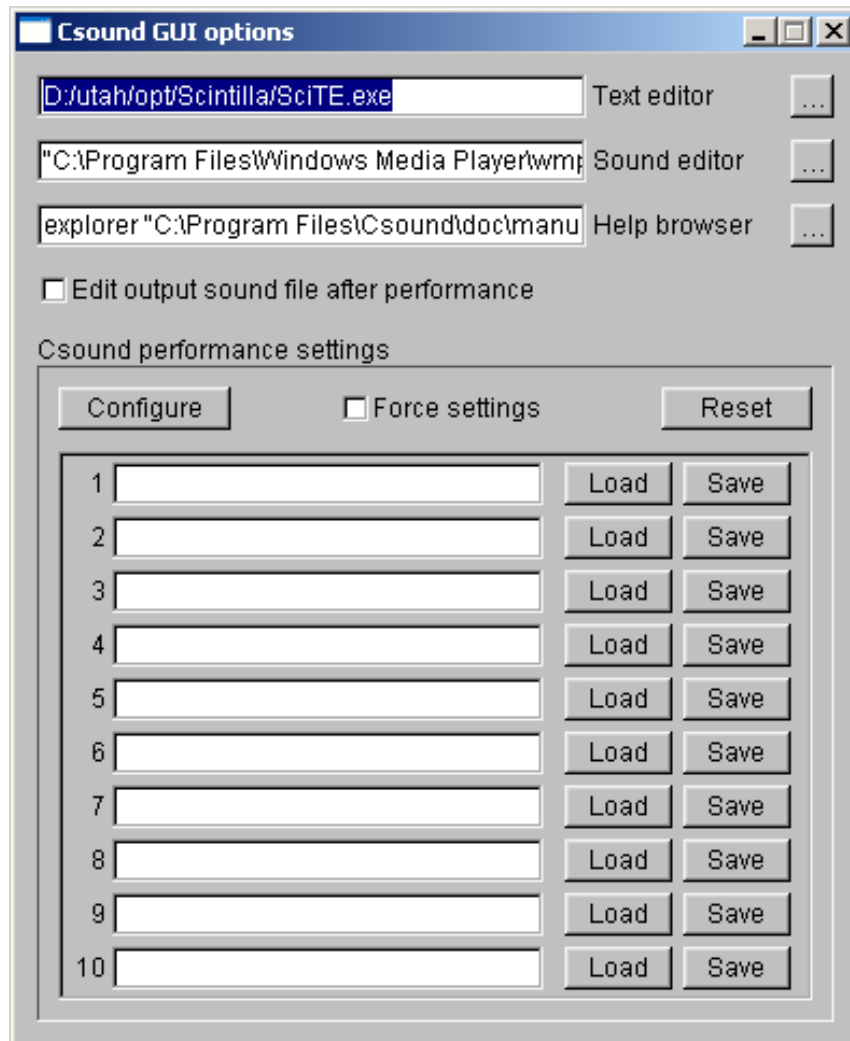 Csound GUI options
D:/utah/opt/Scintilla/SciTE.exe Text editor ...
"C:\Program Files\Windows Media Player\wmp Sound editor ...
explorer "C:\Program Files\Csound\doc\manu Help browser ...
Edit output sound file after performance
Csound performance settings
Configure Force settings Reset
1 Load Save
2 Load Save
3 Load Save
4 Load Save
5 Load Save
6 Load Save
7 Load Save
8 Load Save
9 Load Save
10 Load Save